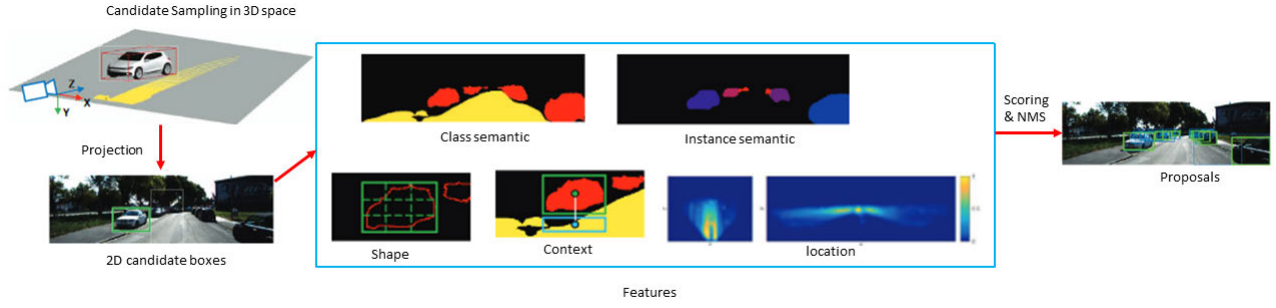 Candidate Sampling in 3D space
Z
X
Y
Projection
2D candidate boxes
Class semantic
Instance semantic
Shape
Context
location
Features
Scoring
& NMS
Proposals